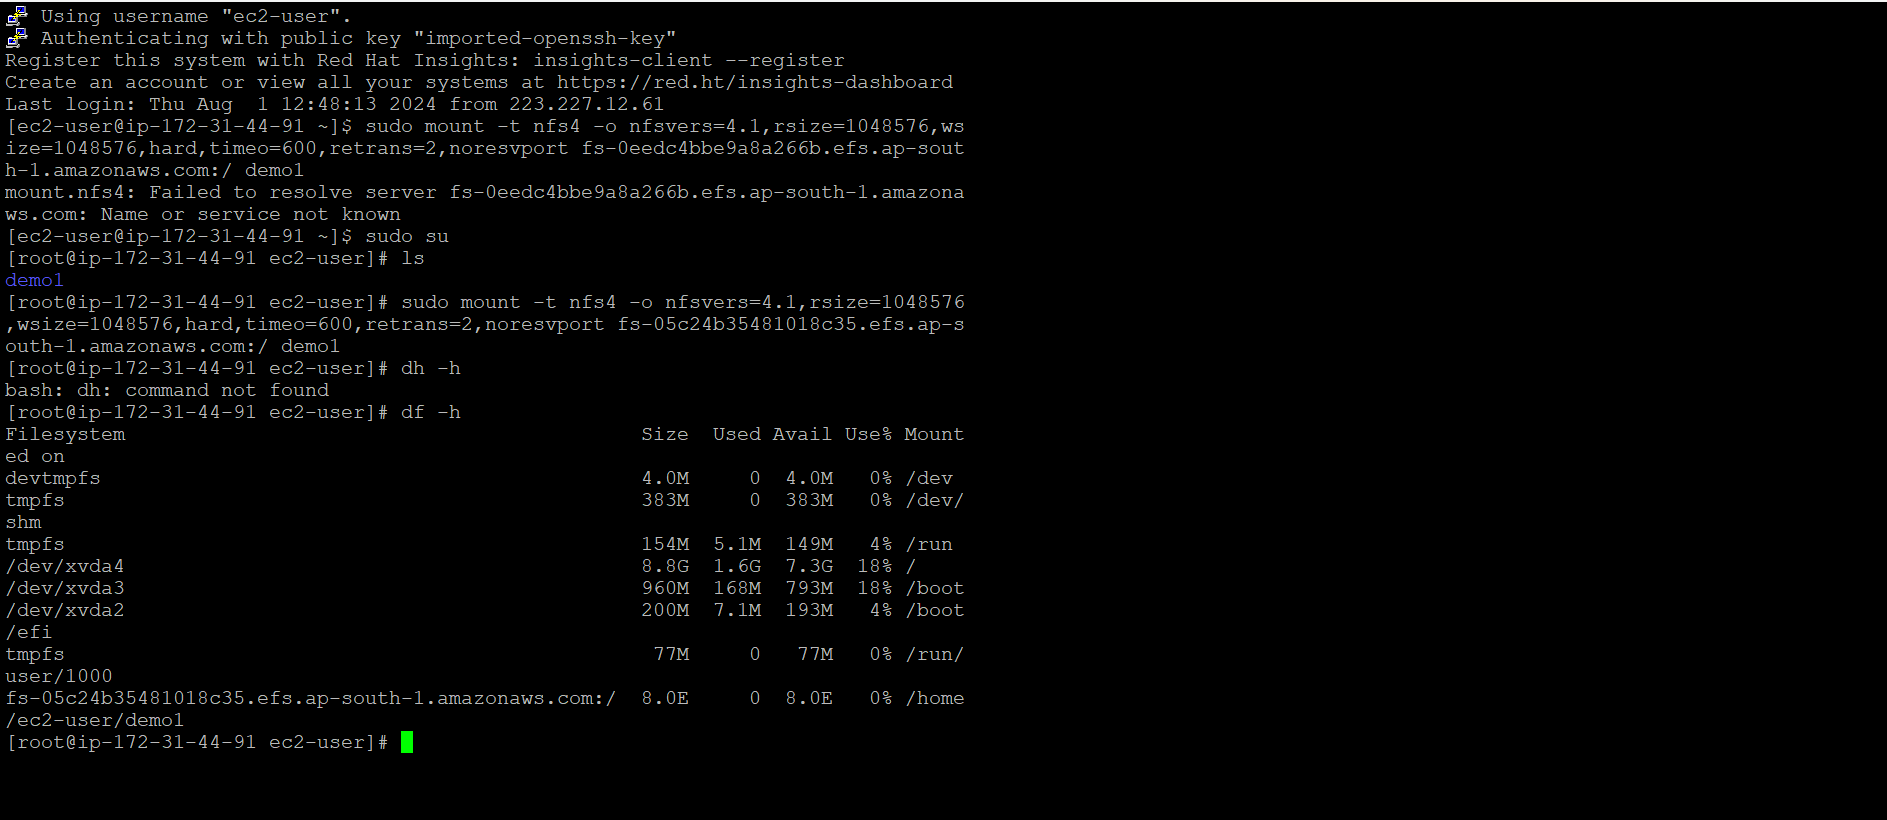 Using username "ec2-user".
Authenticating with public key "imported-openssh-key"
Register this system with Red Hat Insights: insights-client --register
Create an account or view all your systems at https://red.ht/insights-dashboard
Last login: Thu Aug  1 12:48:13 2024 from 223.227.12.61
[ec2-user@ip-172-31-44-91 ~]$ sudo mount -t nfs4 -o nfsvers=4.1,rsize=1048576,ws
ize=1048576,hard,timeo=600,retrans=2,noresvport fs-0eedc4bbe9a8a266b.efs.ap-sout
h-1.amazonaws.com:/ demo1
mount.nfs4: Failed to resolve server fs-0eedc4bbe9a8a266b.efs.ap-south-1.amazona
ws.com: Name or service not known
[ec2-user@ip-172-31-44-91 ~]$ sudo su
[root@ip-172-31-44-91 ec2-user]# ls
demo1
[root@ip-172-31-44-91 ec2-user]# sudo mount -t nfs4 -o nfsvers=4.1,rsize=1048576
,wsize=1048576,hard,timeo=600,retrans=2,noresvport fs-05c24b35481018c35.efs.ap-s
outh-1.amazonaws.com:/ demo1
[root@ip-172-31-44-91 ec2-user]# dh -h
bash: dh: command not found
[root@ip-172-31-44-91 ec2-user]# df -h
Filesystem                                           Size  Used Avail Use% Mount
ed on
devtmpfs                                             4.0M     0  4.0M   0% /dev
tmpfs                                                383M     0  383M   0% /dev/
shm
tmpfs                                                154M  5.1M  149M   4% /run
/dev/xvda4                                           8.8G  1.6G  7.3G  18% /
/dev/xvda3                                           960M  168M  793M  18% /boot
/dev/xvda2                                           200M  7.1M  193M   4% /boot
/efi
tmpfs                                                 77M     0   77M   0% /run/
user/1000
fs-05c24b35481018c35.efs.ap-south-1.amazonaws.com:/  8.0E     0  8.0E   0% /home
/ec2-user/demo1
[root@ip-172-31-44-91 ec2-user]#